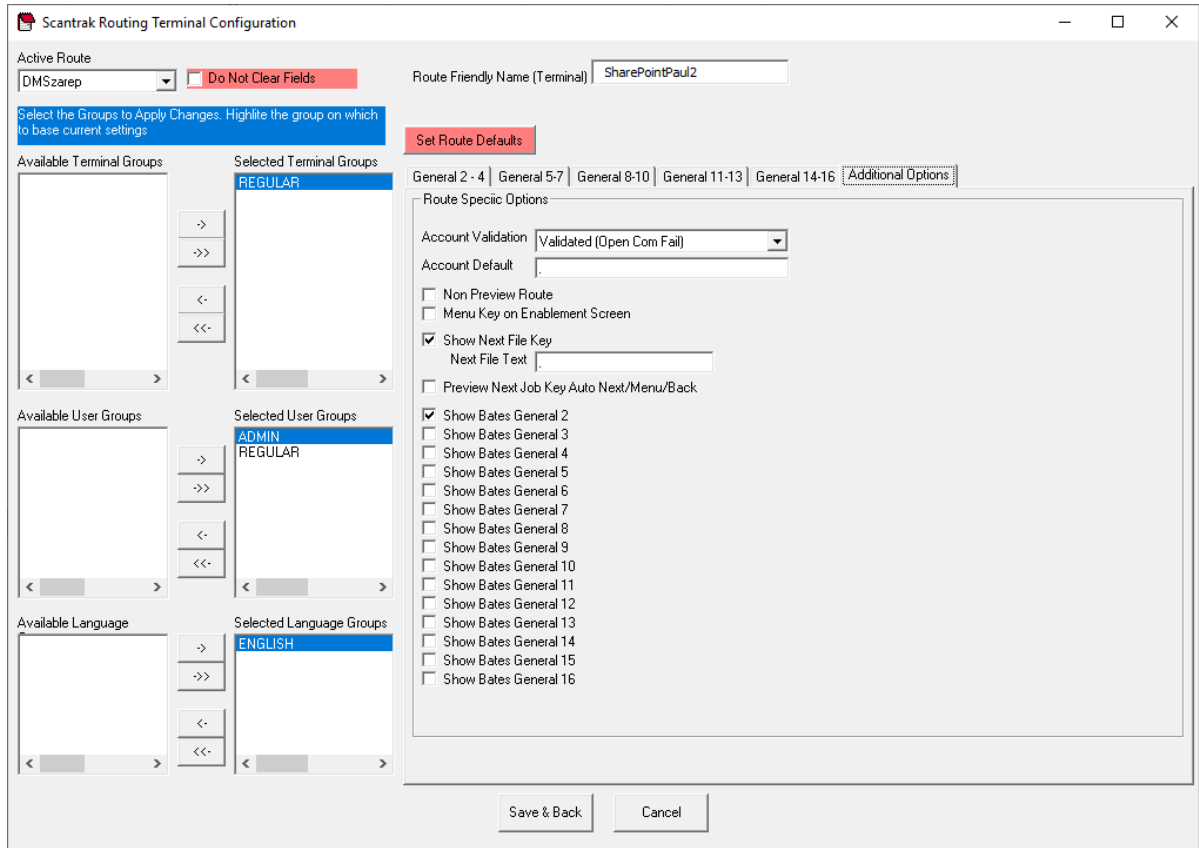 Scantrak Routing Terminal Configuration
Active Route
DMSzarep
Do Not Clear Fields
Route Friendly Name (Terminal)
SharePointPaul2
Select the Groups to Apply Changes. Highlite the group on which
to base current settings
Set Route Defaults
Available Terminal Groups
Selected Terminal Groups
REGULAR
->
->>
<-
<<-
Available User Groups
Selected User Groups
ADMIN
REGULAR
->
->>
<-
<<-
Available Language
Selected Language Groups
ENGLISH
->
->>
<-
<<-
General 2 - 4
General 5-7
General 8-10
General 11-13
General 14-16
Additional Options
Route Speciic Options
Account Validation
Validated (Open Com Fail)
Account Default
.
Non Preview Route
Menu Key on Enablement Screen
Show Next File Key
Next File Text
.
Preview Next Job Key Auto Next/Menu/Back
Show Bates General 2
Show Bates General 3
Show Bates General 4
Show Bates General 5
Show Bates General 6
Show Bates General 7
Show Bates General 8
Show Bates General 9
Show Bates General 10
Show Bates General 11
Show Bates General 12
Show Bates General 13
Show Bates General 14
Show Bates General 15
Show Bates General 16
Save & Back
Cancel